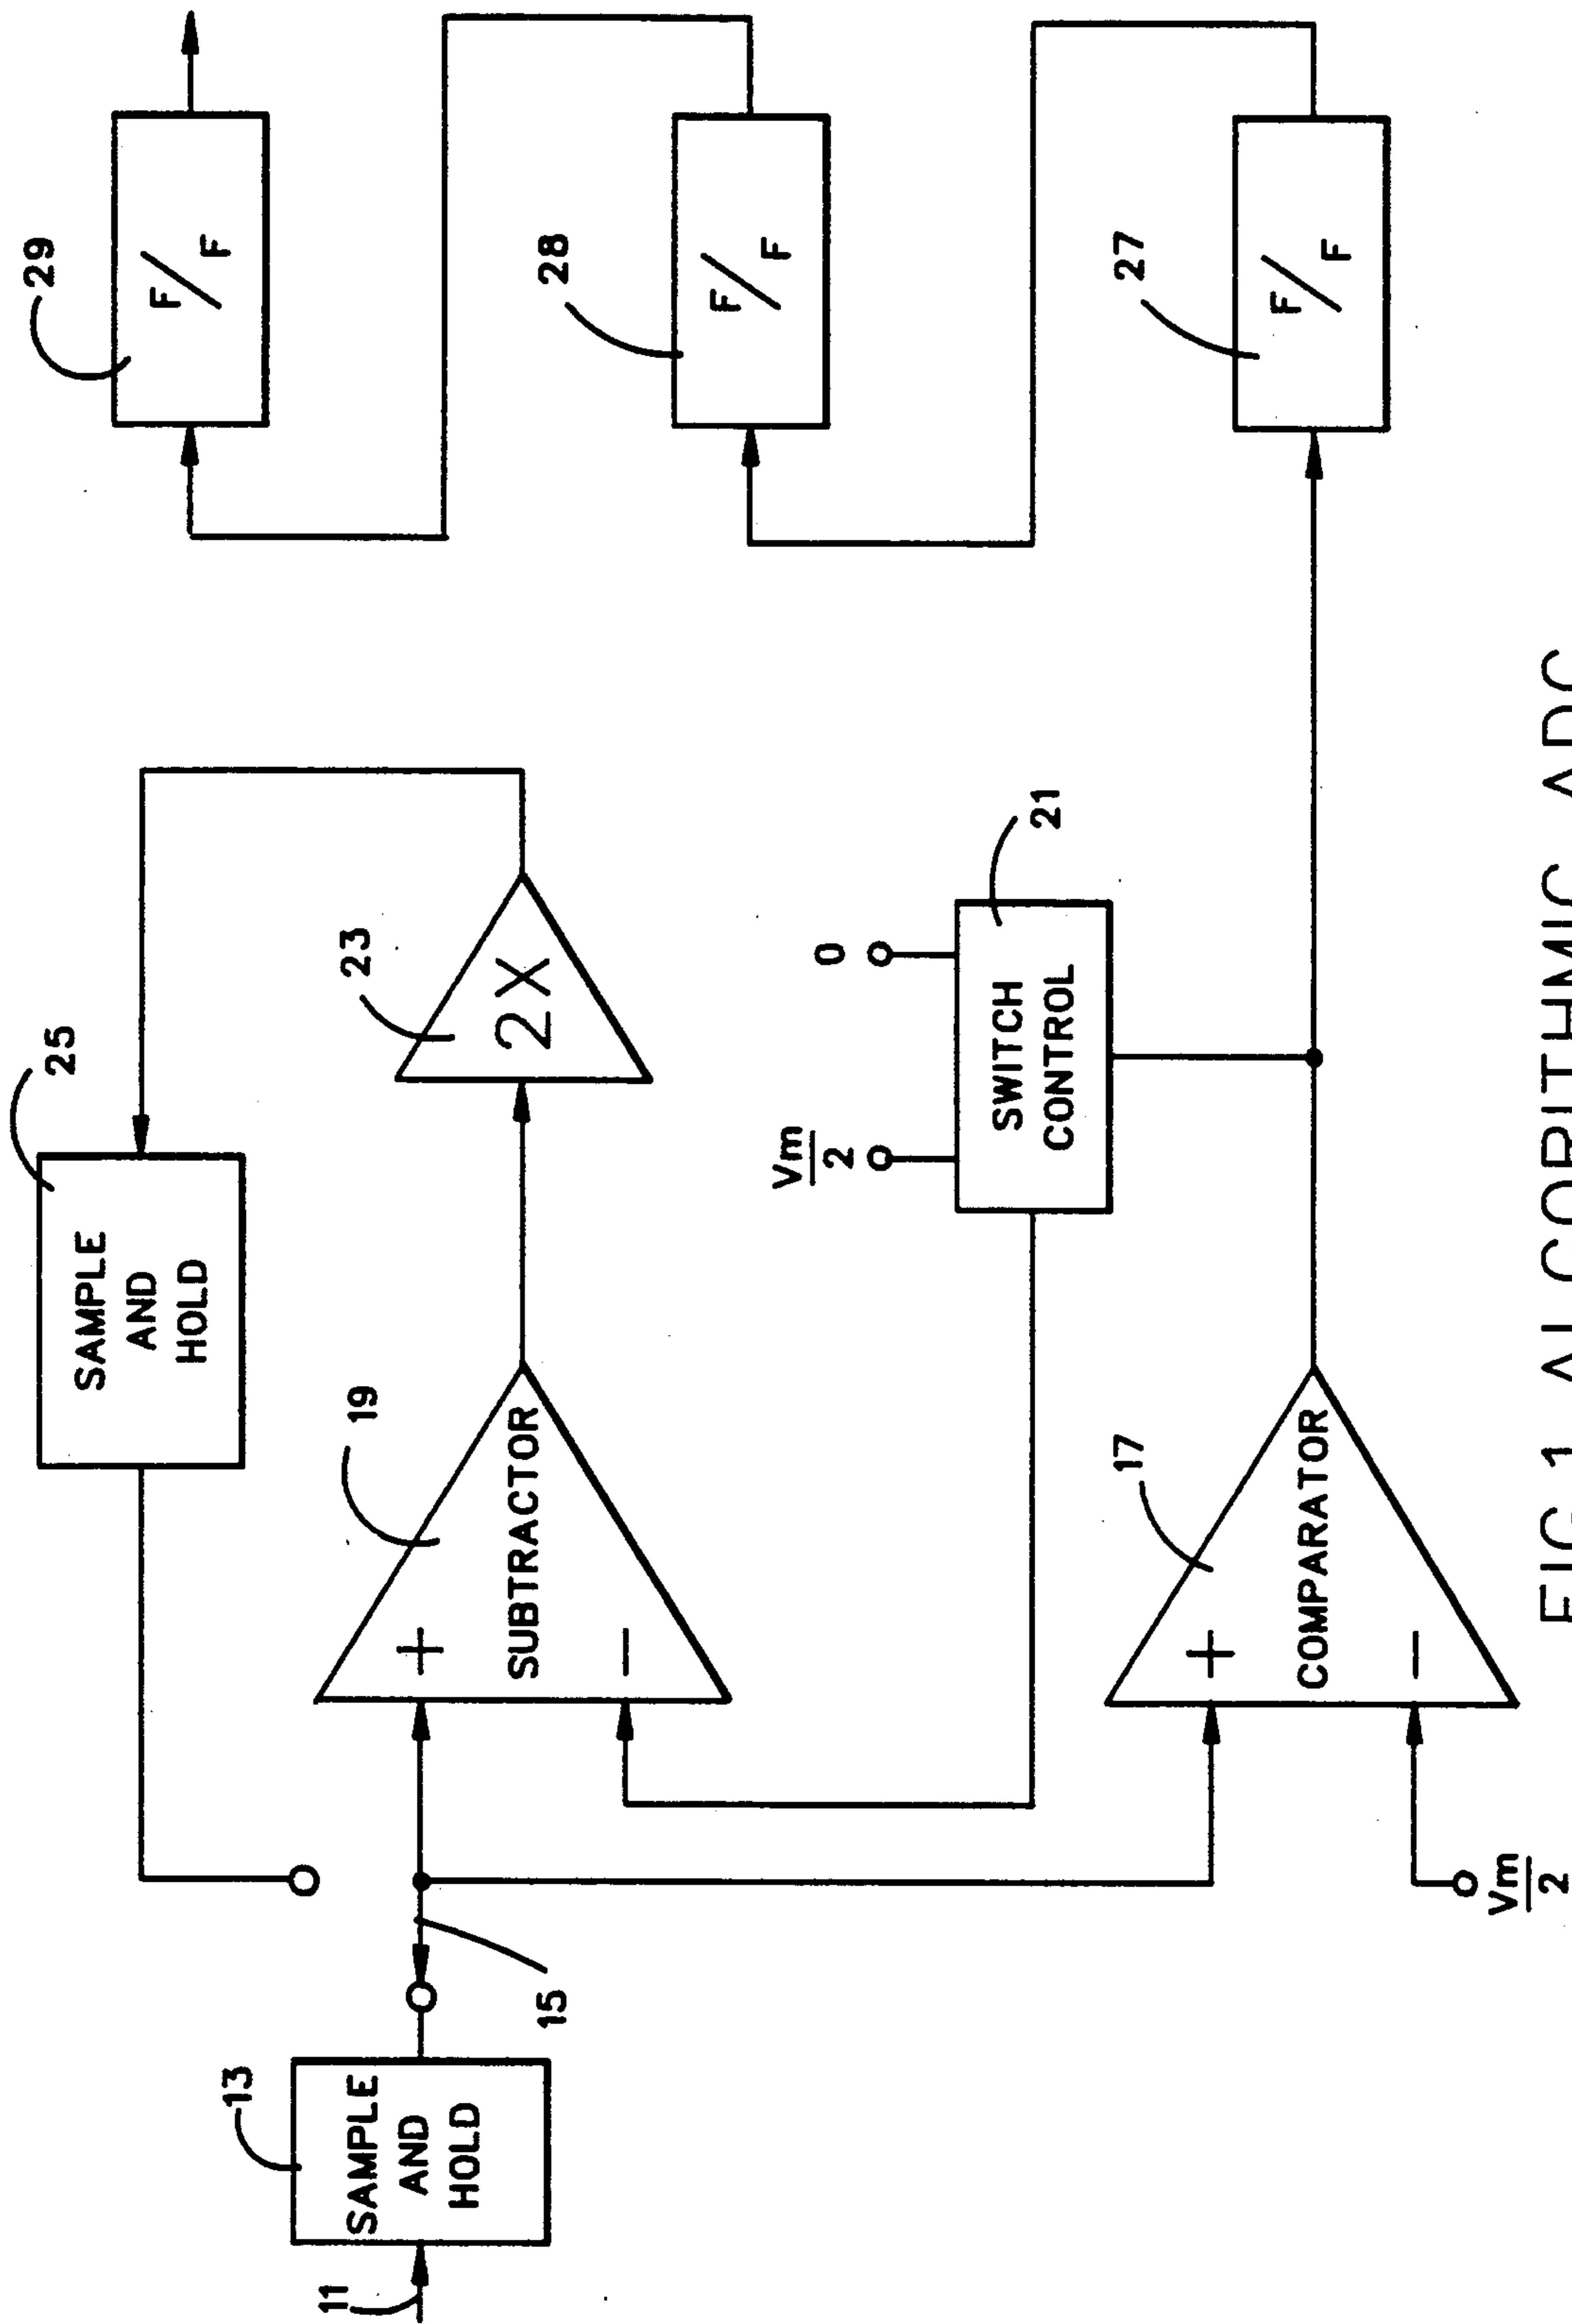 11
13
SAMPLE
AND
HOLD
15
25
SAMPLE
AND
HOLD
19
+
SUBTRACTOR
−
23
2X
Vm/2
0
21
SWITCH
CONTROL
17
+
COMPARATOR
−
Vm/2
29
F/F
28
F/F
27
F/F
FIG.1 ALGORITHMIC ADC